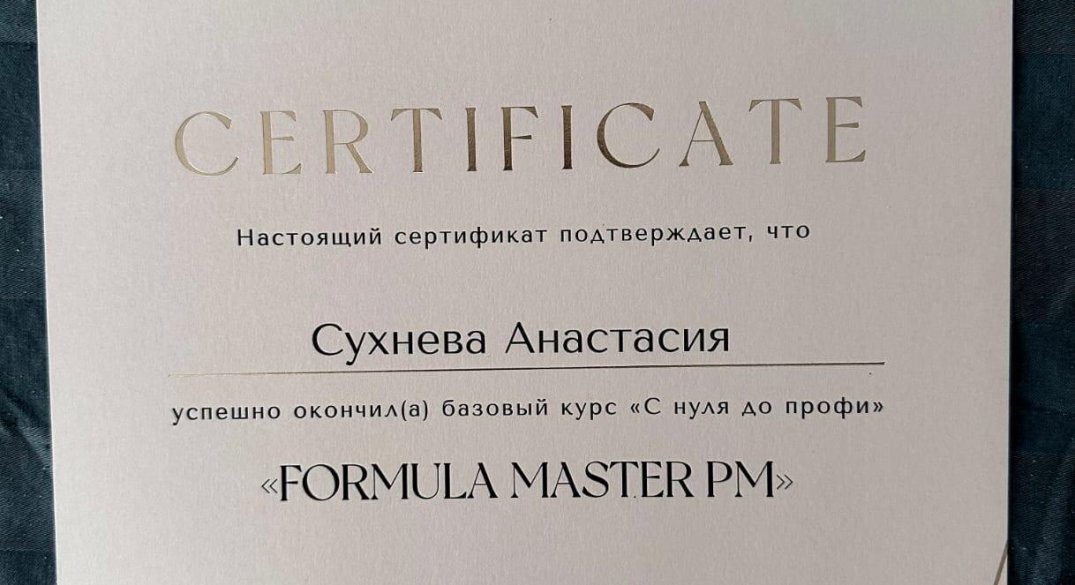 CERTIFICATE
Настоящий сертификат подтверждает, что
Сухнева Анастасия
успешно окончил(а) базовый курс «С нуля до профи»
«FORMULA MASTER PM»